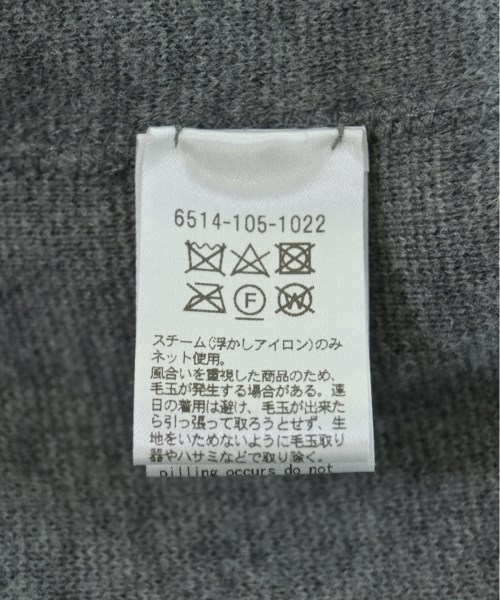 6514-105-1022
F W
スチーム(浮かしアイロン)のみ
ネット使用。
風合いを重視した商品のため、
毛玉が発生する場合がある。連
日の着用は避け、毛玉が出来た
ら引っ張って取ろうとせず、生
地をいためないように毛玉取り
器やハサミなどで取り除く。
pilling occurs do not